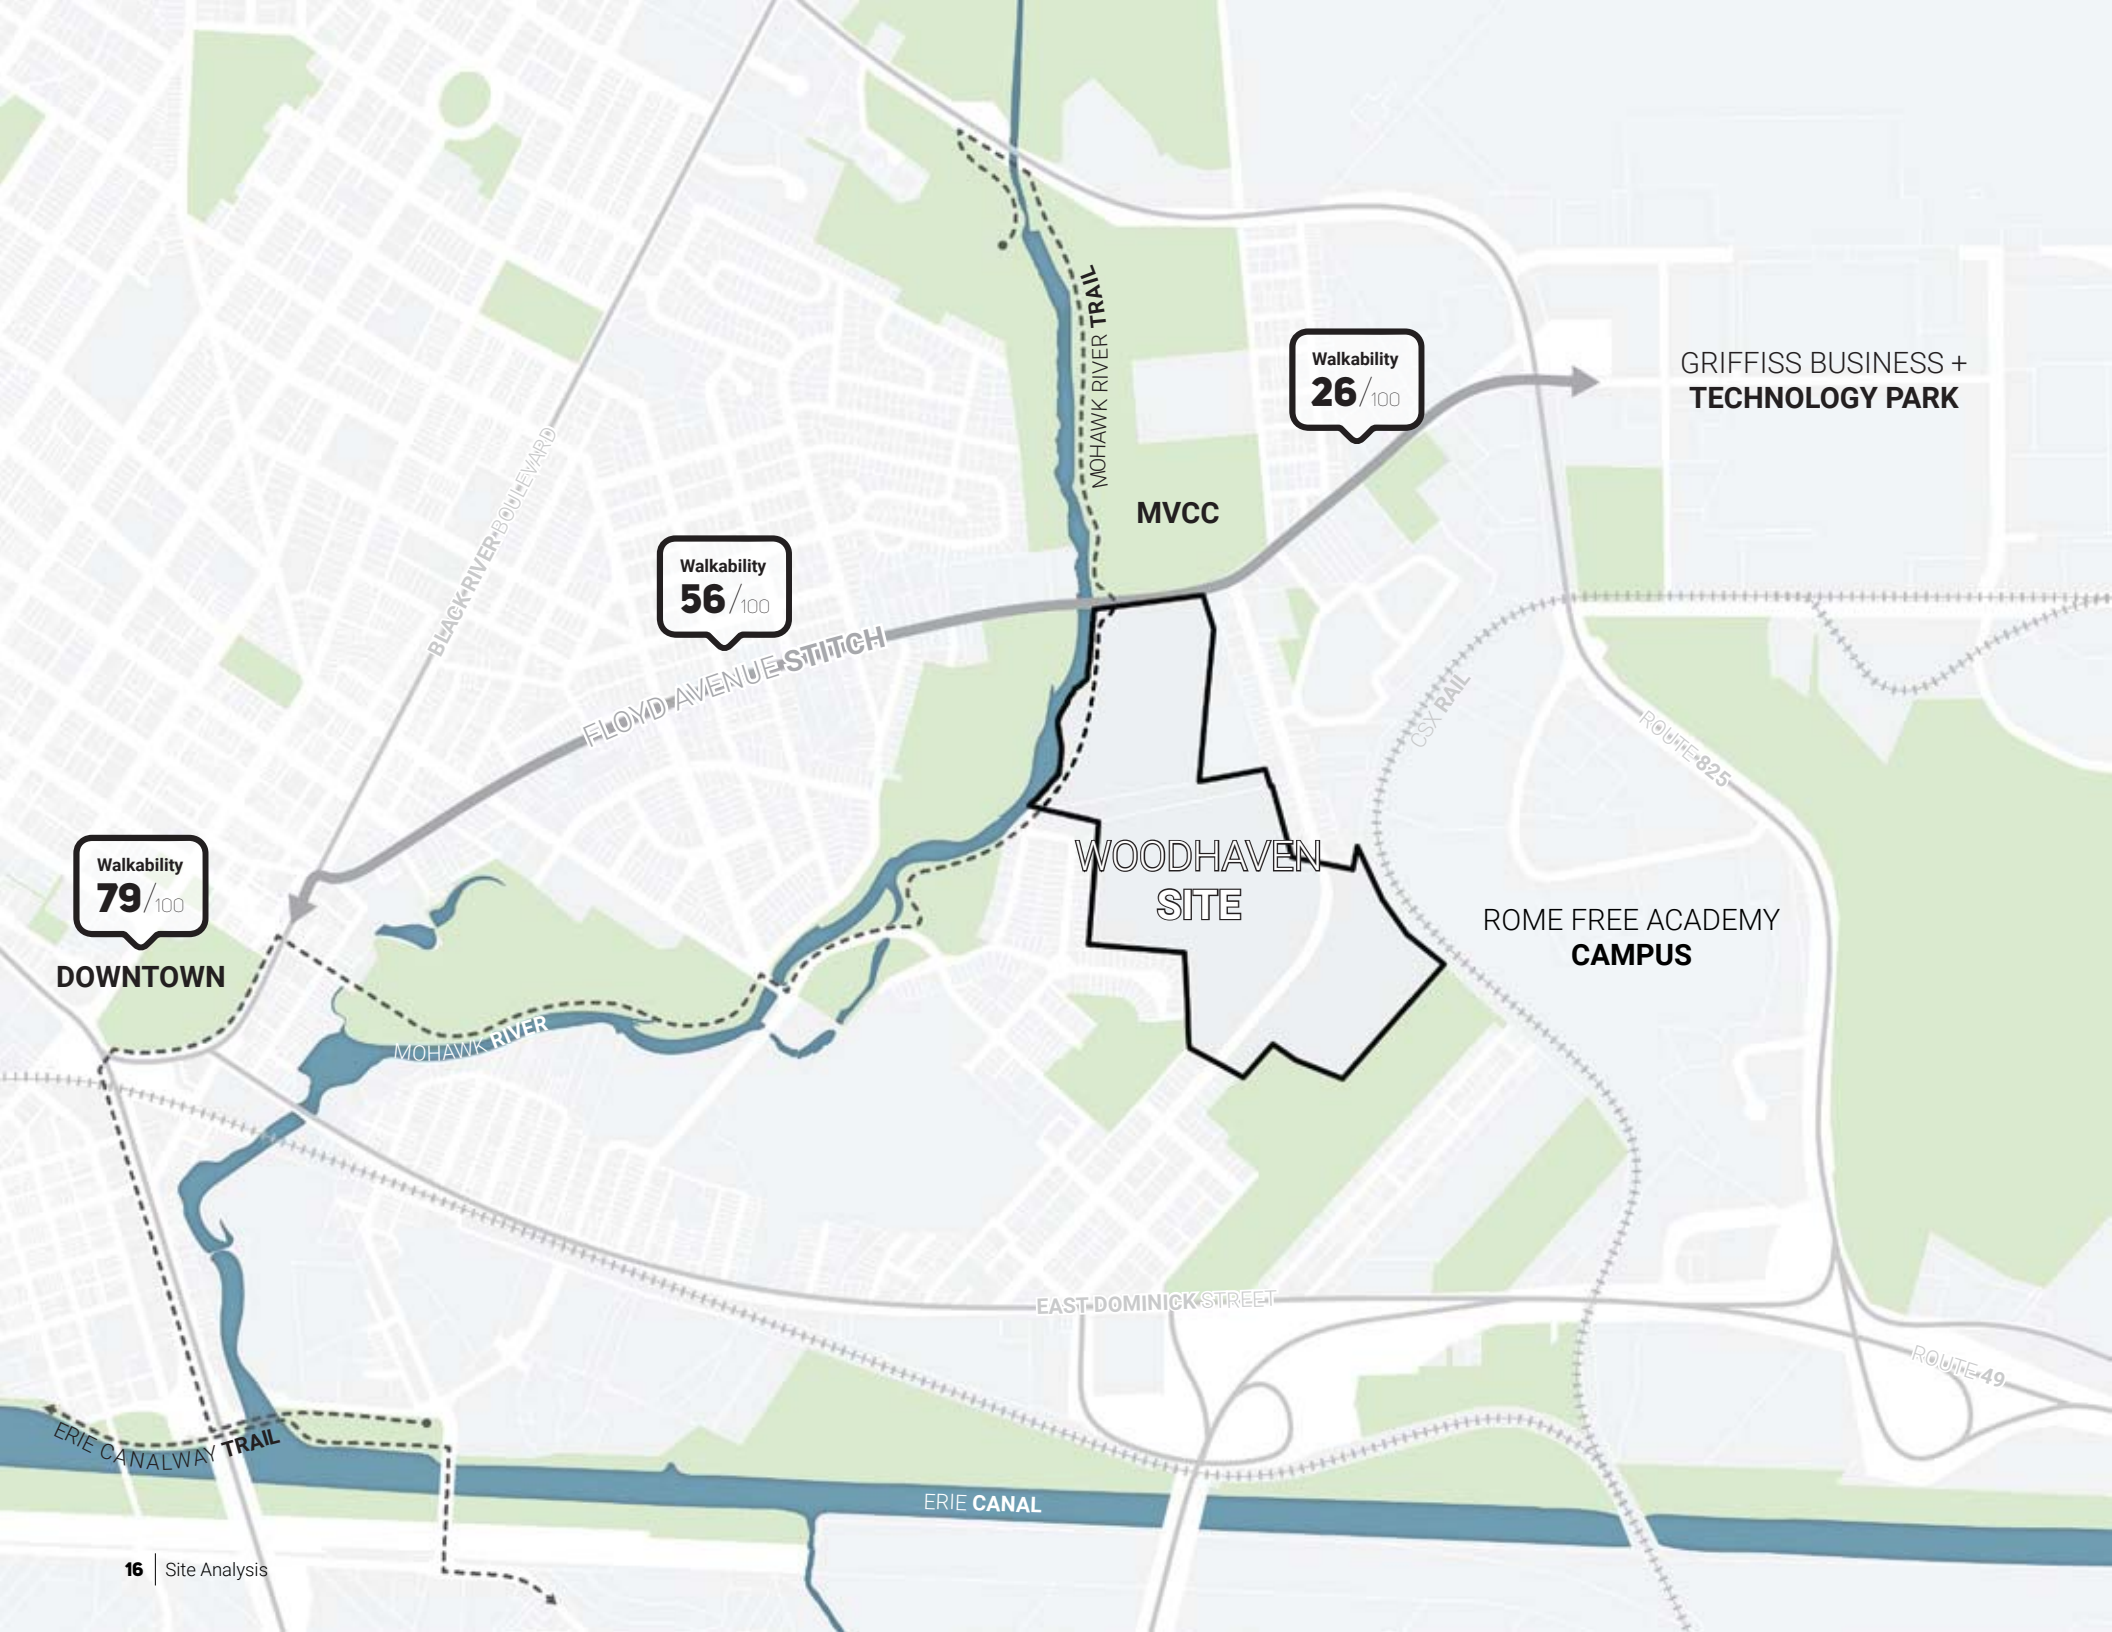 MOHAWK RIVER TRAIL
Walkability
26/100
GRIFFISS BUSINESS +
TECHNOLOGY PARK
BLACK RIVER BOULEVARD
MVCC
Walkability
56/100
FLOYD AVENUE STITCH
CSX RAIL
ROUTE 825
Walkability
79/100
DOWNTOWN
WOODHAVEN
SITE
ROME FREE ACADEMY
CAMPUS
MOHAWK RIVER
EAST DOMINICK STREET
ROUTE 49
ERIE CANALWAY TRAIL
ERIE CANAL
16 | Site Analysis